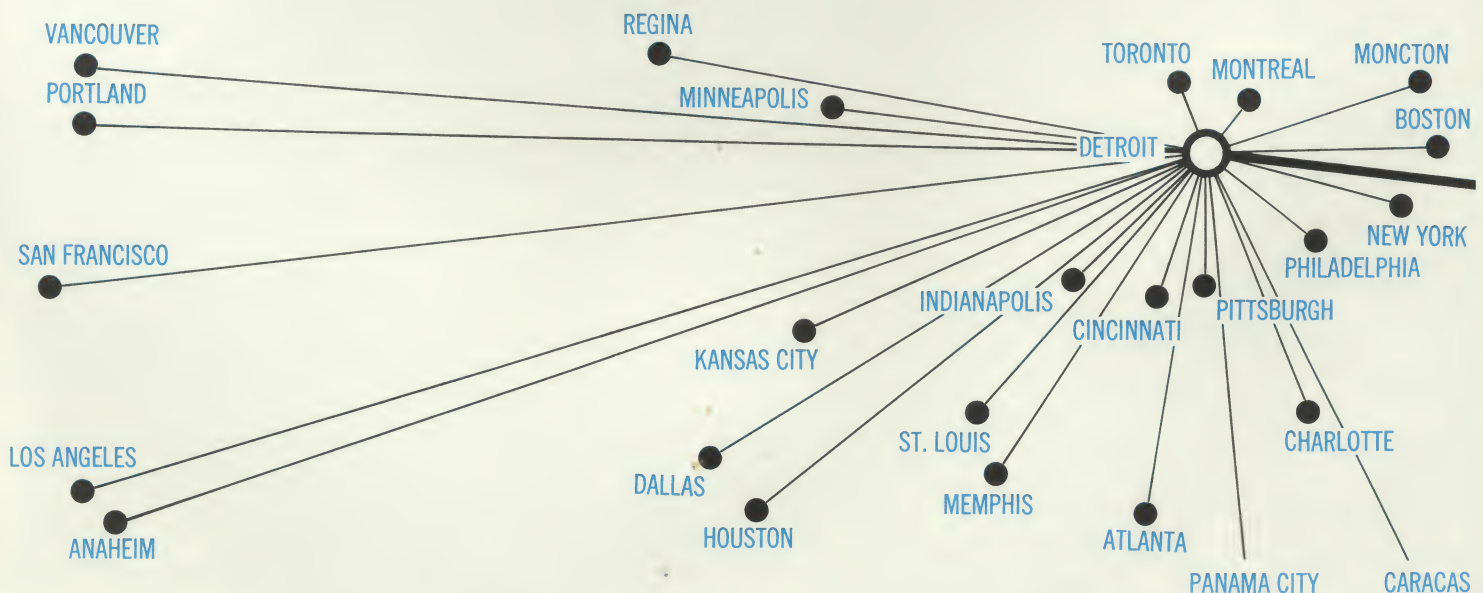 VANCOUVER
REGINA
TORONTO
MONTREAL
MONCTON
PORTLAND
MINNEAPOLIS
BOSTON
DETROIT
NEW YORK
SAN FRANCISCO
PHILADELPHIA
INDIANAPOLIS
PITTSBURGH
CINCINNATI
KANSAS CITY
ST. LOUIS
CHARLOTTE
LOS ANGELES
DALLAS
MEMPHIS
HOUSTON
ATLANTA
ANAHEIM
PANAMA CITY
CARACAS